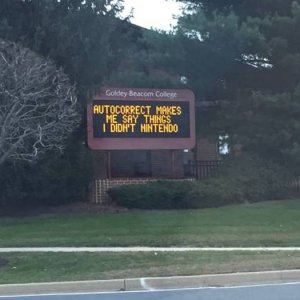 Goldey-Beacom College
AUTOCORRECT MAKES
ME SAY THINGS
I DIDN'T NINTENDO